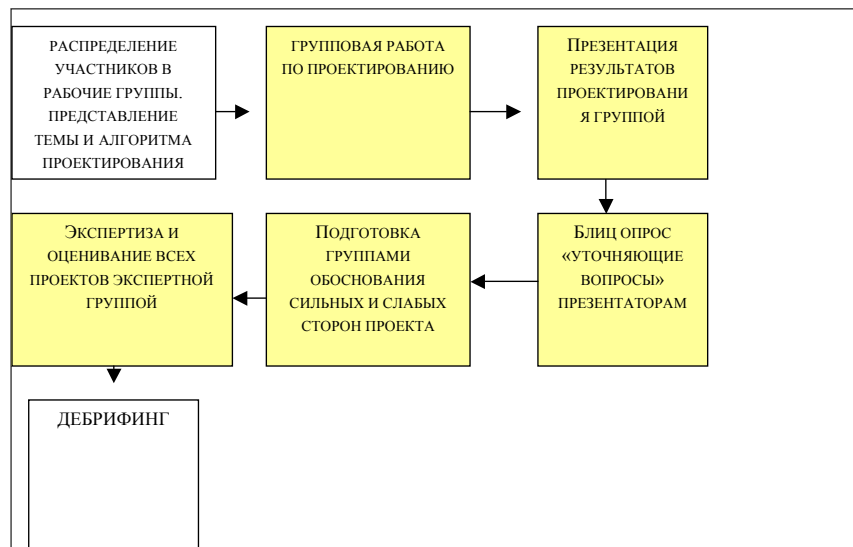 РАСПРЕДЕЛЕНИЕ
УЧАСТНИКОВ В
РАБОЧИЕ ГРУППЫ.
ПРЕДСТАВЛЕНИЕ
ТЕМЫ И АЛГОРИТМА
ПРОЕКТИРОВАНИЯ
ГРУППОВАЯ РАБОТА
ПО ПРОЕКТИРОВАНИЮ
ПРЕЗЕНТАЦИЯ
РЕЗУЛЬТАТОВ
ПРОЕКТИРОВАНИ
Я ГРУППОЙ
БЛИЦ ОПРОС
«УТОЧНЯЮЩИЕ
ВОПРОСЫ»
ПРЕЗЕНТАТОРАМ
ПОДГОТОВКА
ГРУППАМИ
ОБОСНОВАНИЯ
СИЛЬНЫХ И СЛАБЫХ
СТОРОН ПРОЕКТА
ЭКСПЕРТИЗА И
ОЦЕНИВАНИЕ ВСЕХ
ПРОЕКТОВ ЭКСПЕРТНОЙ
ГРУППОЙ
ДЕБРИФИНГ